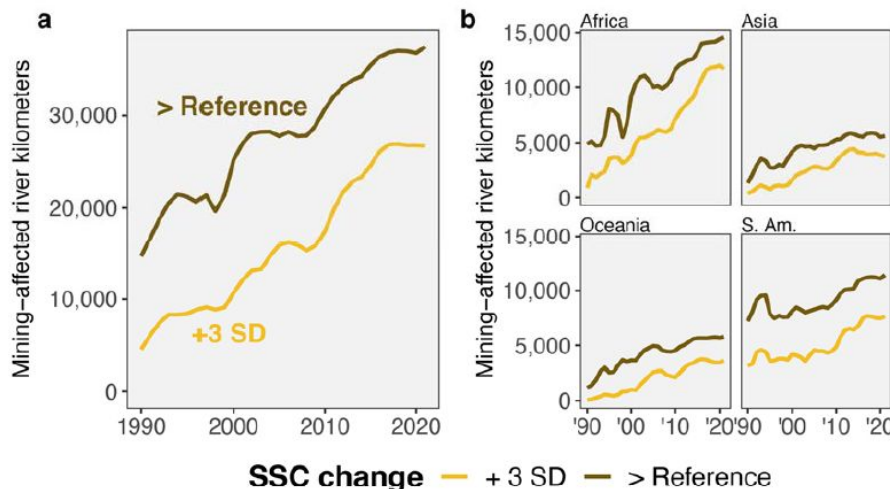 a
Mining-affected river kilometers
30,000
20,000
10,000
0
> Reference
+3 SD
1990 2000 2010 2020
b
Mining-affected river kilometers
Africa Asia
15,000
10,000
5,000
0
Oceania S. Am.
15,000
10,000
5,000
0
'90 '00 '10 '20 '90 '00 '10 '20
SSC change + 3 SD > Reference